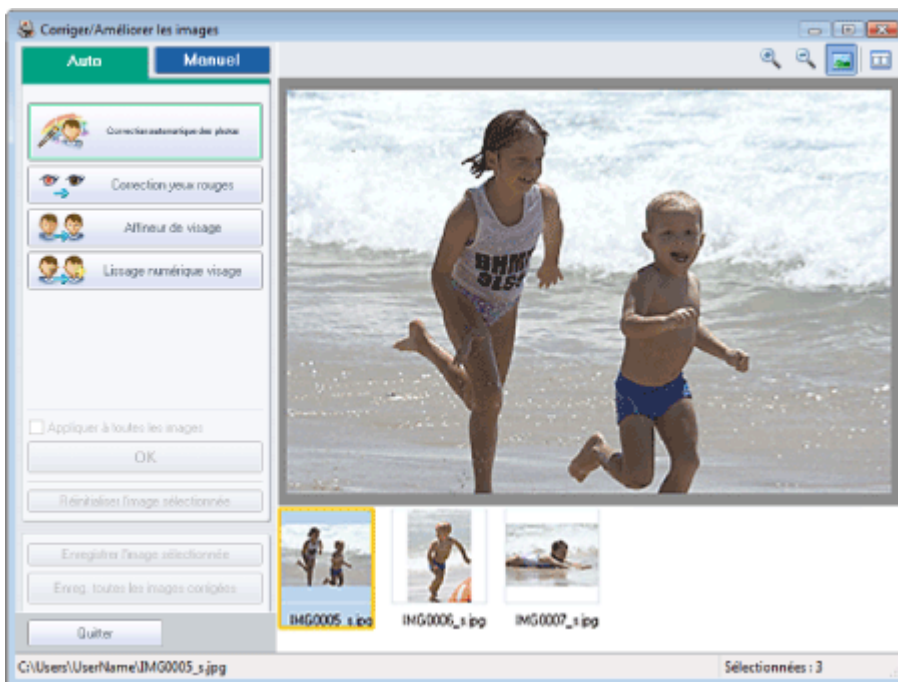 Corriger/Améliorer les images
Auto
Manuel
Correction automatique des photos
Correction yeux rouges
Affineur de visage
Lissage numérique visage
Appliquer à toutes les images
OK
Réinitialiser l'image sélectionnée
Enregistrer l'image sélectionnée
Enreg. toutes les images corrigées
Quitter
IMG0005_s.jpg
IMG0006_s.jpg
IMG0007_s.jpg
C:\Users\UserName\IMG0005_s.jpg
Sélectionnées : 3